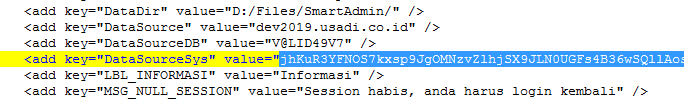 <add key="DataDir" value="D:/Files/SmartAdmin/" />
<add key="DataSource" value="dev2019.usadi.co.id" />
<add key="DataSourceDB" value="V@LID49V7" />
<add key="DataSourceSys" value="jhKuR3YFNOS7kxsp9JgOMNzvZlhjSX9JLN0UGFs4B36wSQllAos
<add key="LBL_INFORMASI" value="Informasi" />
<add key="MSG_NULL_SESSION" value="Session habis, anda harus login kembali" />